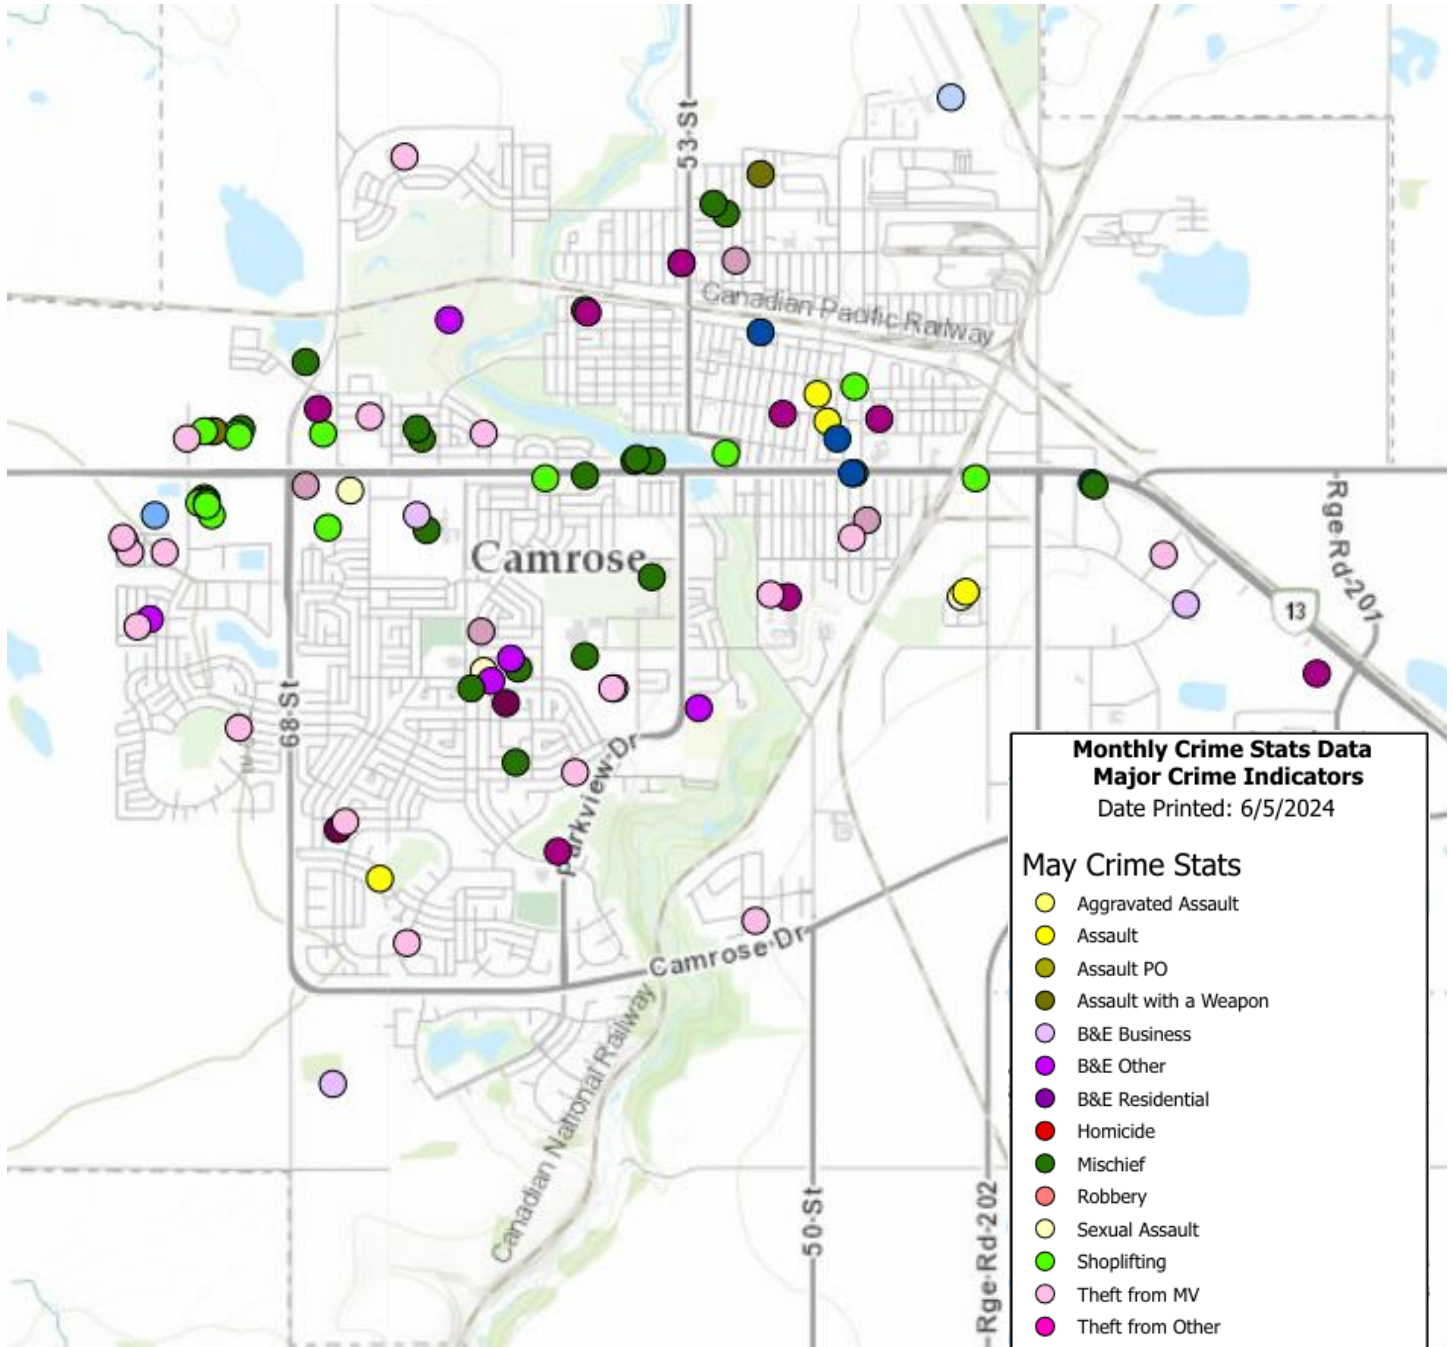 53-St
Canadian Pacific Railway
Camrose
68-St
Rge-Rd-201
13
Parkview-Dr
Camrose-Dr
Canadian National Railway
50-St
Rge-Rd-202
Monthly Crime Stats Data
Major Crime Indicators
Date Printed: 6/5/2024
May Crime Stats
Aggravated Assault
Assault
Assault PO
Assault with a Weapon
B&E Business
B&E Other
B&E Residential
Homicide
Mischief
Robbery
Sexual Assault
Shoplifting
Theft from MV
Theft from Other